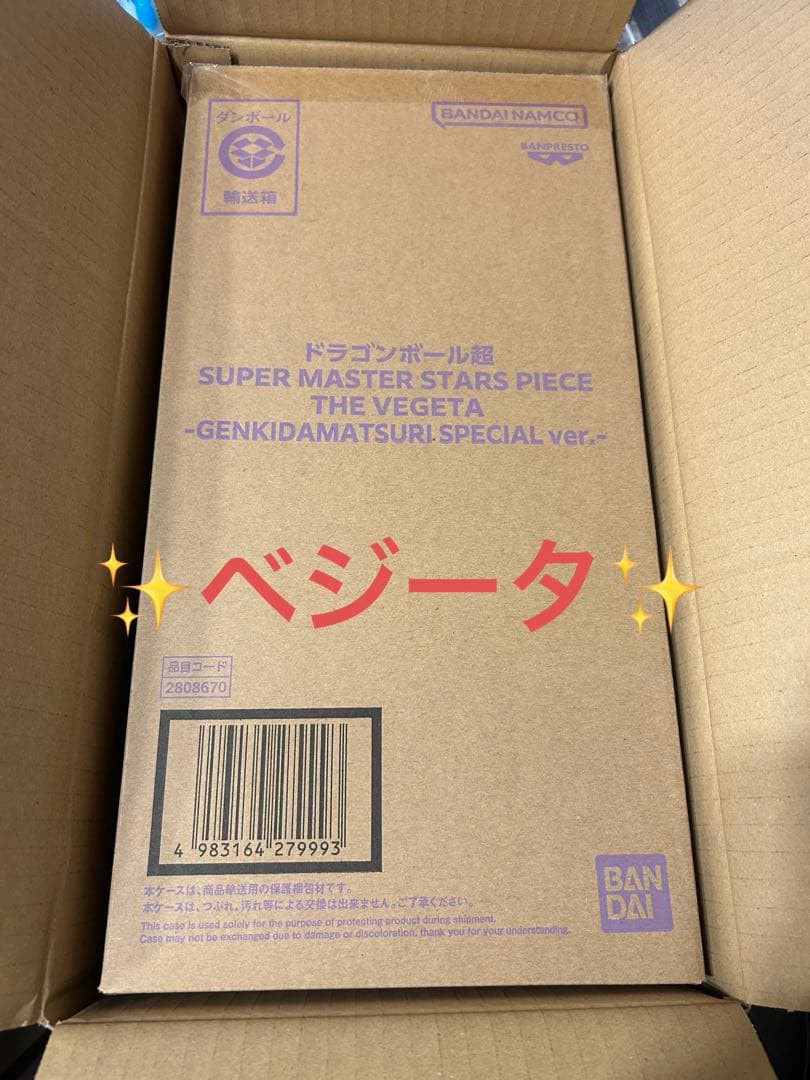 ダンボール
輸送箱
BANDAI NAMCO
BANPRESTO
ドラゴンボール超
SUPER MASTER STARS PIECE
THE VEGETA
-GENKIDAMATSURI SPECIAL ver.-
ベジータ
品目コード
2808670
4 983164 279993
本ケースは、商品輸送用の保護梱包材です。
本ケースは、つぶれ、汚れ等による交換は出来ません。ご了承ください。
This case is used solely for the purpose of protecting product during shipment.
Case may not be exchanged due to damage or discoloration, thank you for your understanding.
BAN
DAI